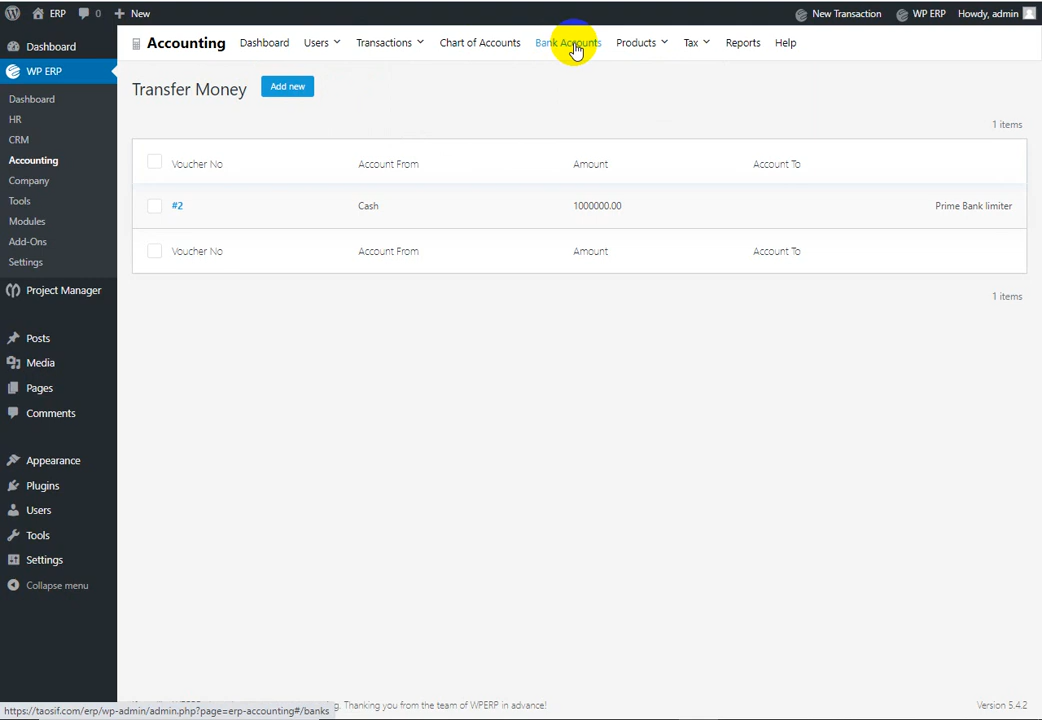 ERP 0 New New Transaction WP ERP Howdy, admin
Accounting Dashboard Users Transactions Chart of Accounts Bank Accounts Products Tax Reports Help
Dashboard
WP ERP
Dashboard
HR
CRM
Accounting
Company
Tools
Modules
Add-Ons
Settings
Project Manager
Posts
Media
Pages
Comments
Appearance
Plugins
Users
Tools
Settings
Collapse menu
Transfer Money Add new
1 items
Voucher No Account From Amount Account To
#2 Cash 1000000.00 Prime Bank limiter
Voucher No Account From Amount Account To
1 items
g. Thanking you from the team of WPERP in advance! Version 5.4.2
https://taosif.com/erp/wp-admin/admin.php?page=erp-accounting#/banks